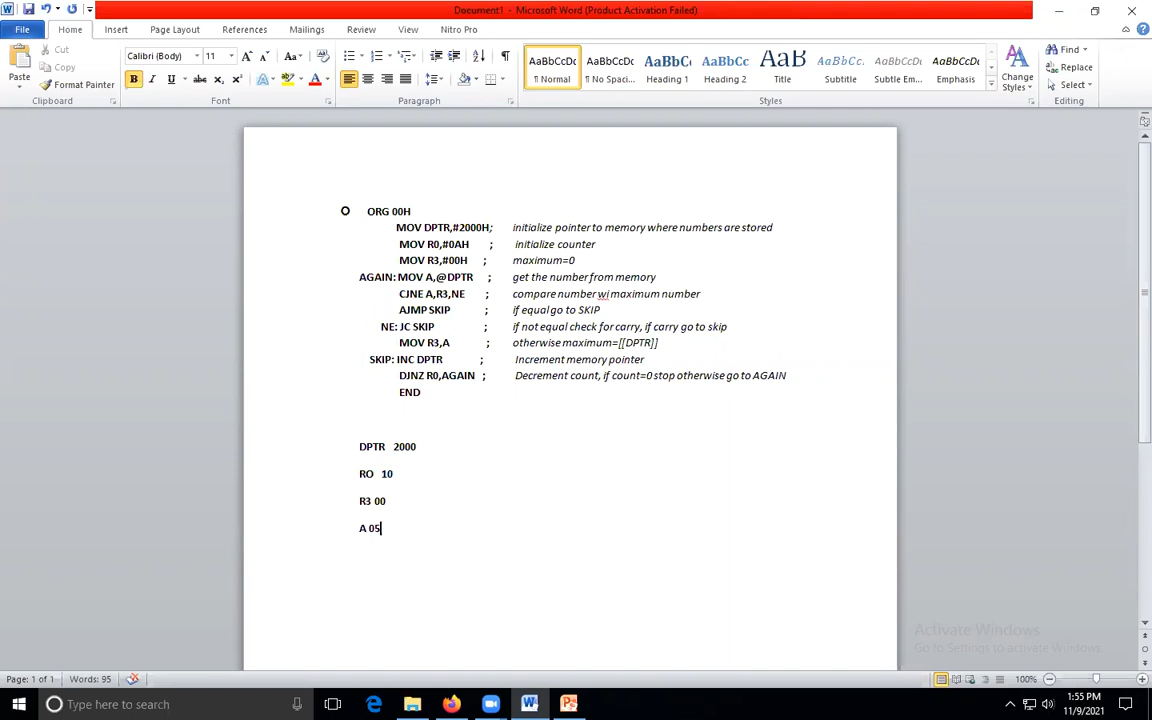 Document1 - Microsoft Word (Product Activation Failed)
File Home Insert Page Layout References Mailings Review View Nitro Pro
Cut
Copy
Format Painter
Paste
Clipboard
Calibri (Body) 11
Font
Paragraph
AaBbCcDc AaBbCcDc AaBbC AaBbCc AaB AaBbCc. AaBbCcDc AaBbCcDc
¶ Normal ¶ No Spaci... Heading 1 Heading 2 Title Subtitle Subtle Em... Emphasis
Change Styles
Styles
Find
Replace
Select
Editing
ORG 00H
MOV DPTR,#2000H; initialize pointer to memory where numbers are stored
MOV R0,#0AH ; initialize counter
MOV R3,#00H ; maximum=0
AGAIN: MOV A,@DPTR ; get the number from memory
CJNE A,R3,NE ; compare number wi maximum number
AJMP SKIP ; if equal go to SKIP
NE: JC SKIP ; if not equal check for carry, if carry go to skip
MOV R3,A ; otherwise maximum=[[DPTR]]
SKIP: INC DPTR ; Increment memory pointer
DJNZ R0,AGAIN ; Decrement count, if count=0 stop otherwise go to AGAIN
END
DPTR 2000
RO 10
R3 00
A 05
Activate Windows
Go to Settings to activate Windows.
Page: 1 of 1 Words: 95 100%
Type here to search
1:55 PM
11/9/2021